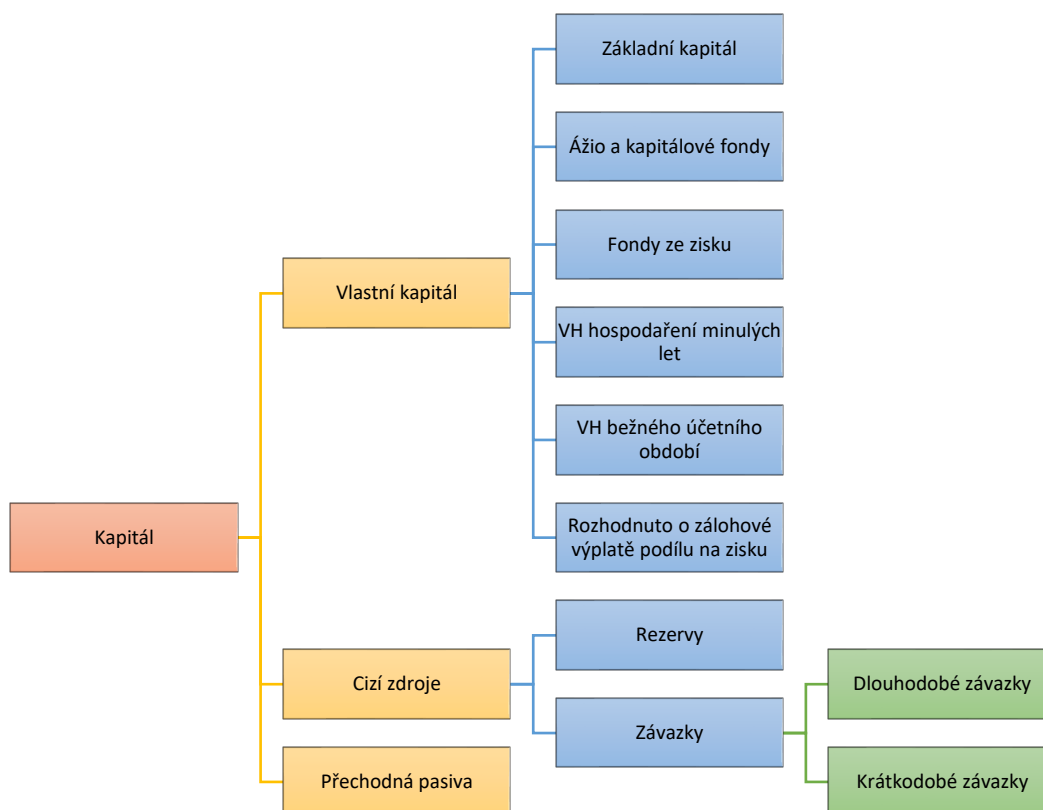 Základní kapitál
Ážio a kapitálové fondy
Fondy ze zisku
Vlastní kapitál
VH hospodaření minulých
let
VH bežného účetního
období
Kapitál
Rozhodnuto o zálohové
výplatě podílu na zisku
Rezervy
Cizí zdroje
Dlouhodobé závazky
Závazky
Přechodná pasiva
Krátkodobé závazky